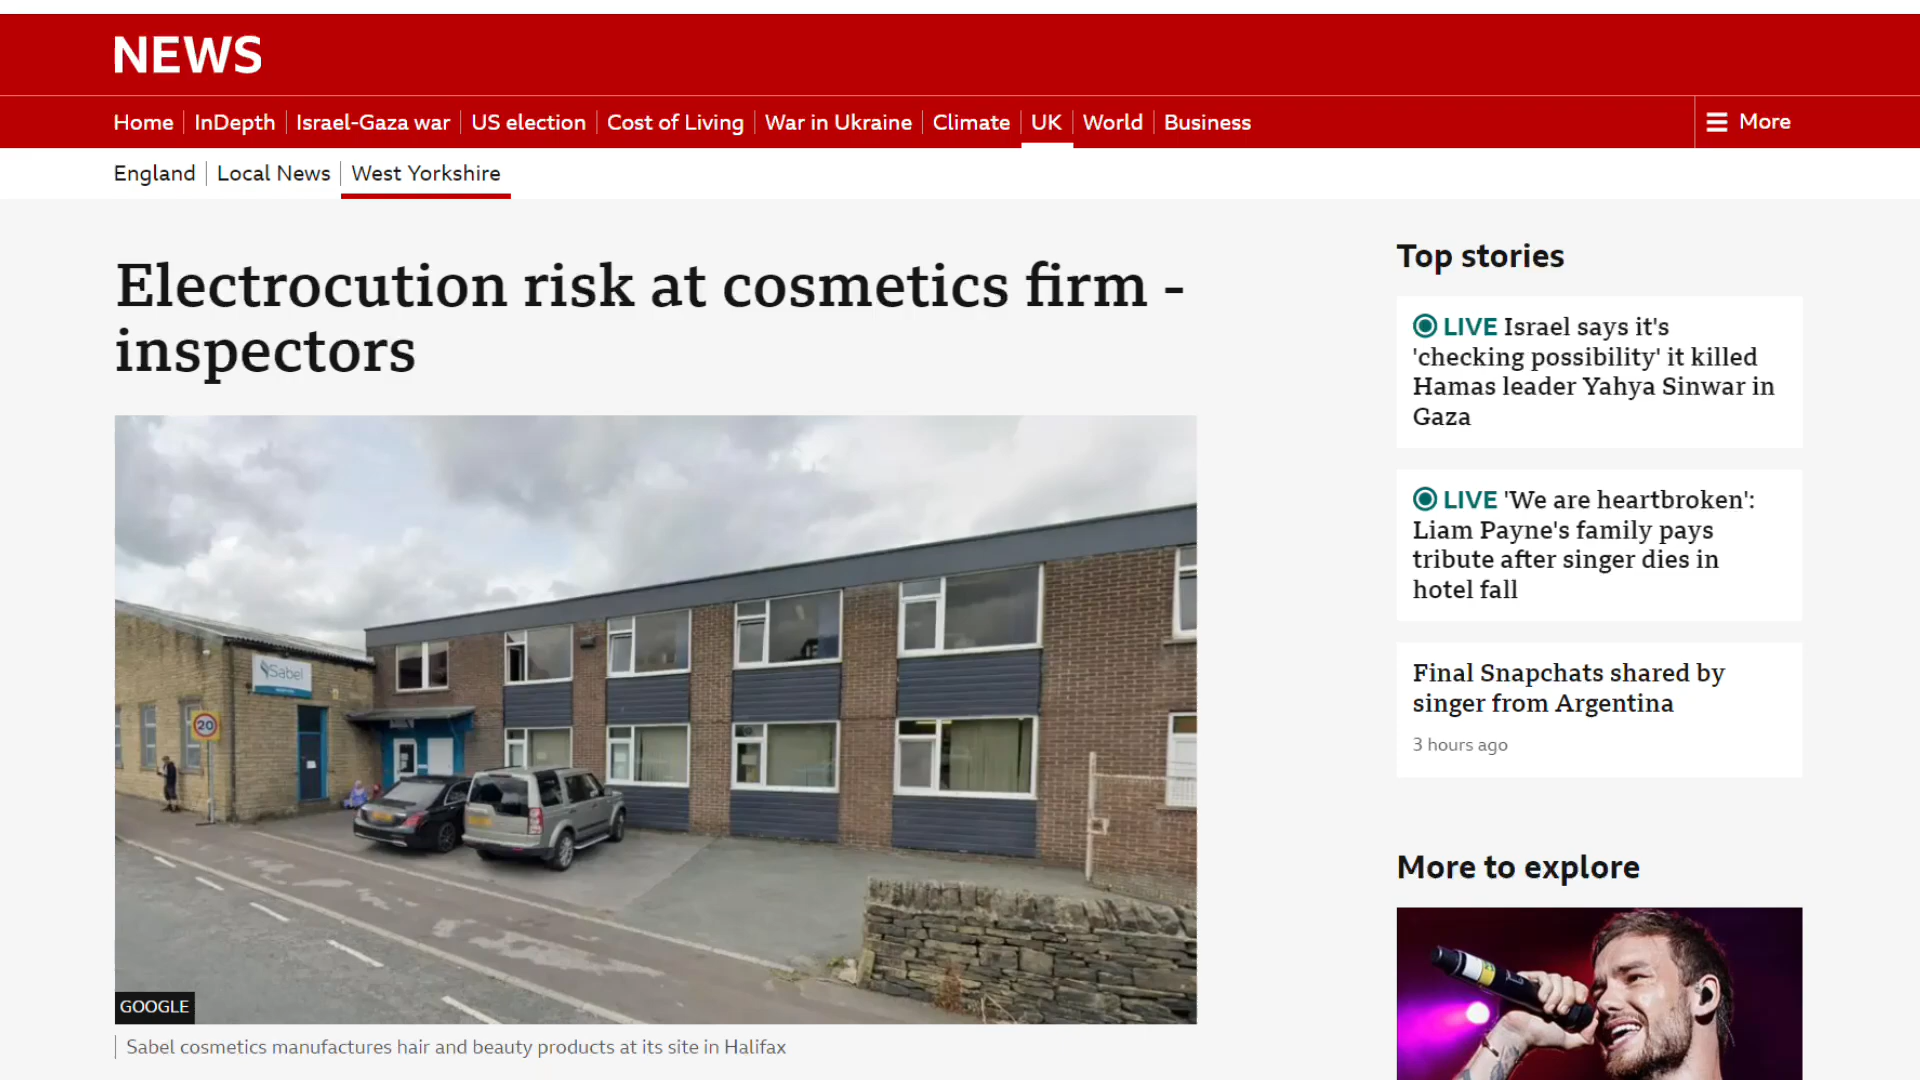 NEWS
Home
InDepth
Israel-Gaza war
US election
Cost of Living
War in Ukraine
Climate
UK
World
Business
More
England
Local News
West Yorkshire
Electrocution risk at cosmetics firm -
inspectors
Sabel
20
GOOGLE
Sabel cosmetics manufactures hair and beauty products at its site in Halifax
Top stories
LIVE Israel says it's
'checking possibility' it killed
Hamas leader Yahya Sinwar in
Gaza
LIVE 'We are heartbroken':
Liam Payne's family pays
tribute after singer dies in
hotel fall
Final Snapchats shared by
singer from Argentina
3 hours ago
More to explore